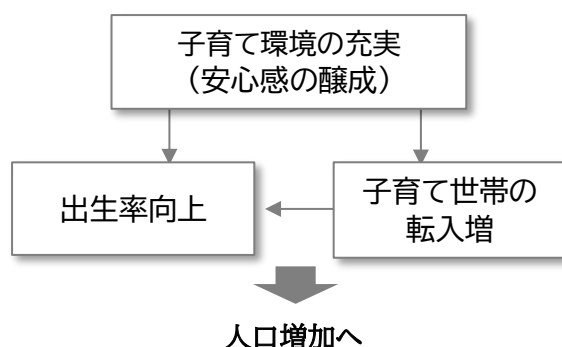 子育て環境の充実
（安心感の醸成）
出生率向上
子育て世帯の
転入増
人口増加へ